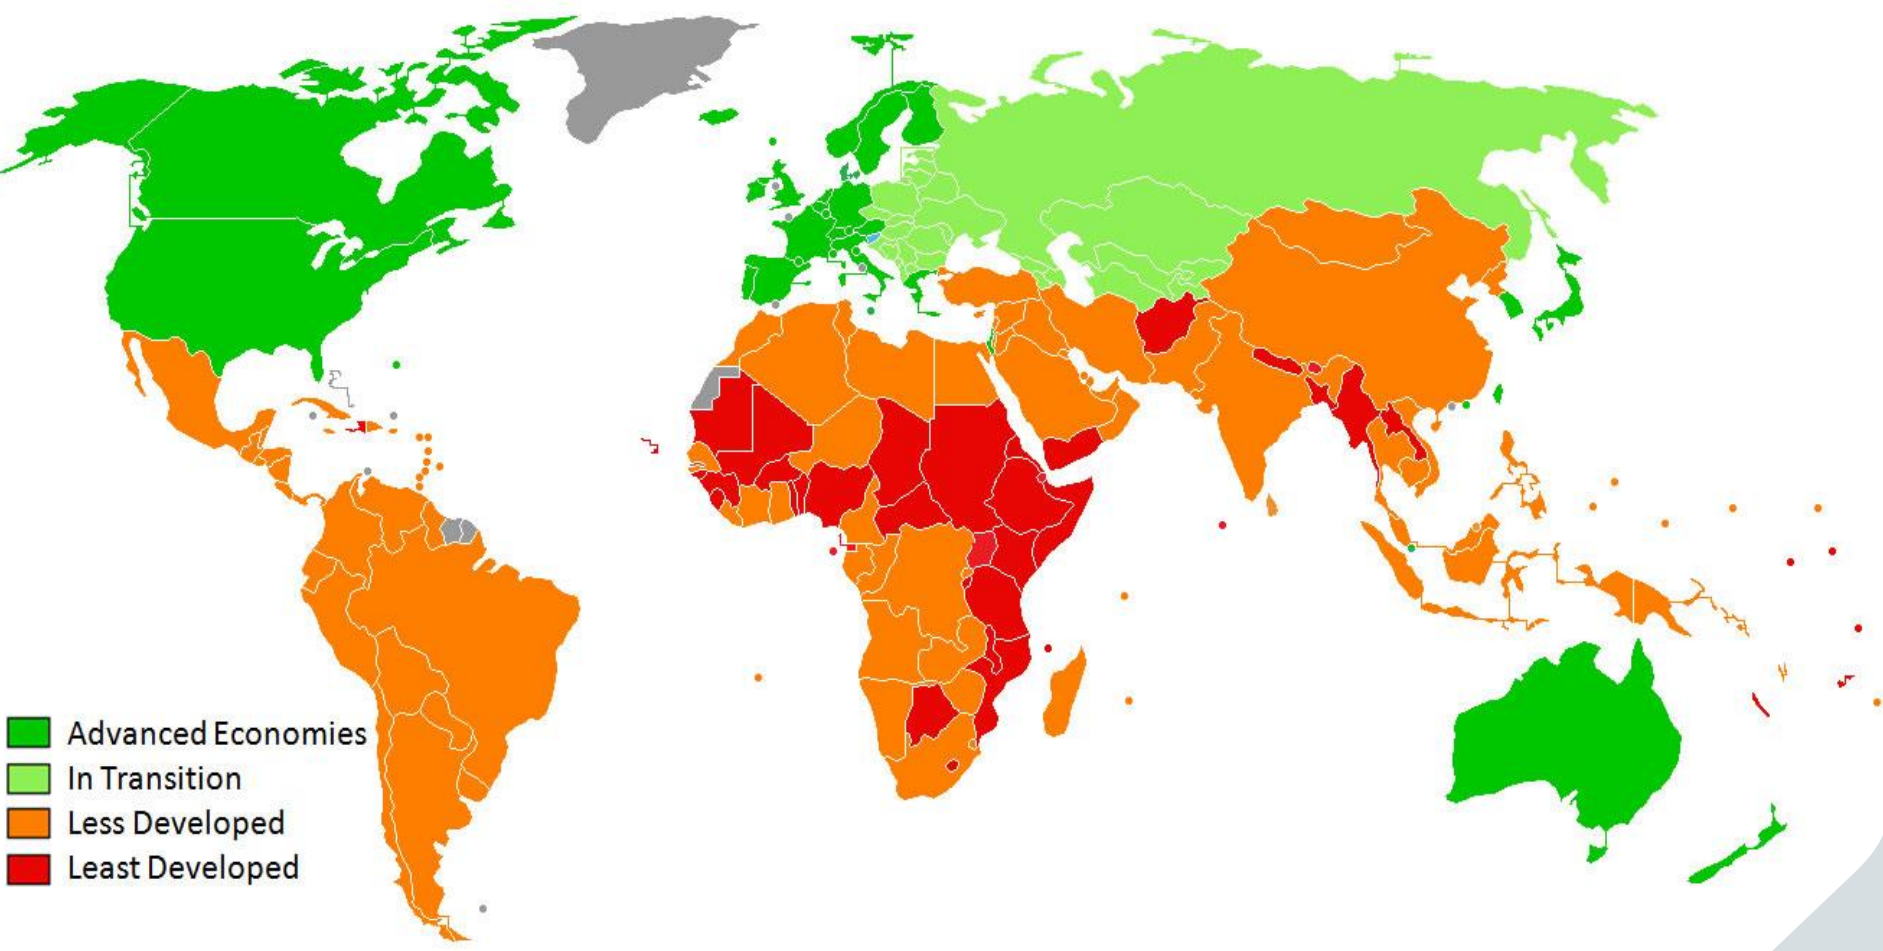 Advanced Economies
In Transition
Less Developed
Least Developed